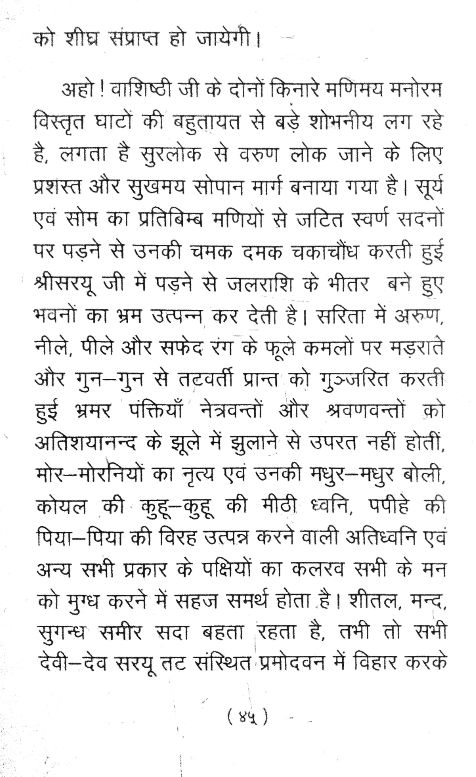 को शीघ्र संप्राप्त हो जायेगी।
अहो! वाशिष्ठी जी के दोनों किनारे मणिमय मनोरम
विस्तृत घाटों की बहुतायत से बड़े शोभनीय लग रहे
है, लगता है सुरलोक से वरुण लोक जाने के लिए
प्रशस्त और सुखमय सोपान मार्ग बनाया गया है। सूर्य
एवं सोम का प्रतिबिम्ब मणियों से जटित स्वर्ण सदनों
पर पड़ने से उनकी चमक दमक चकाचौंध करती हुई
श्रीसरयू जी में पड़ने से जलराशि के भीतर बने हुए
भवनों का भ्रम उत्पन्न कर देती है। सरिता में अरुण,
नीले, पीले और सफेद रंग के फूले कमलों पर मड़राते
और गुन–गुन से तटवर्ती प्रान्त को गुञ्जरित करती
हुई भ्रमर पंक्तियाँ नेत्रवन्तों और श्रवणवन्तों को
अतिशयानन्द के झूले में झुलाने से उपरत नहीं होतीं,
मोर–मोरनियों का नृत्य एवं उनकी मधुर–मधुर बोली,
कोयल की कुहू–कुहू की मीठी ध्वनि, पपीहे की
पिया–पिया की विरह उत्पन्न करने वाली अतिध्वनि एवं
अन्य सभी प्रकार के पक्षियों का कलरव सभी के मन
को मुग्ध करने में सहज समर्थ होता है। शीतल, मन्द,
सुगन्ध समीर सदा बहता रहता है, तभी तो सभी
देवी–देव सरयू तट संस्थित प्रमोदवन में विहार करके
(४५)